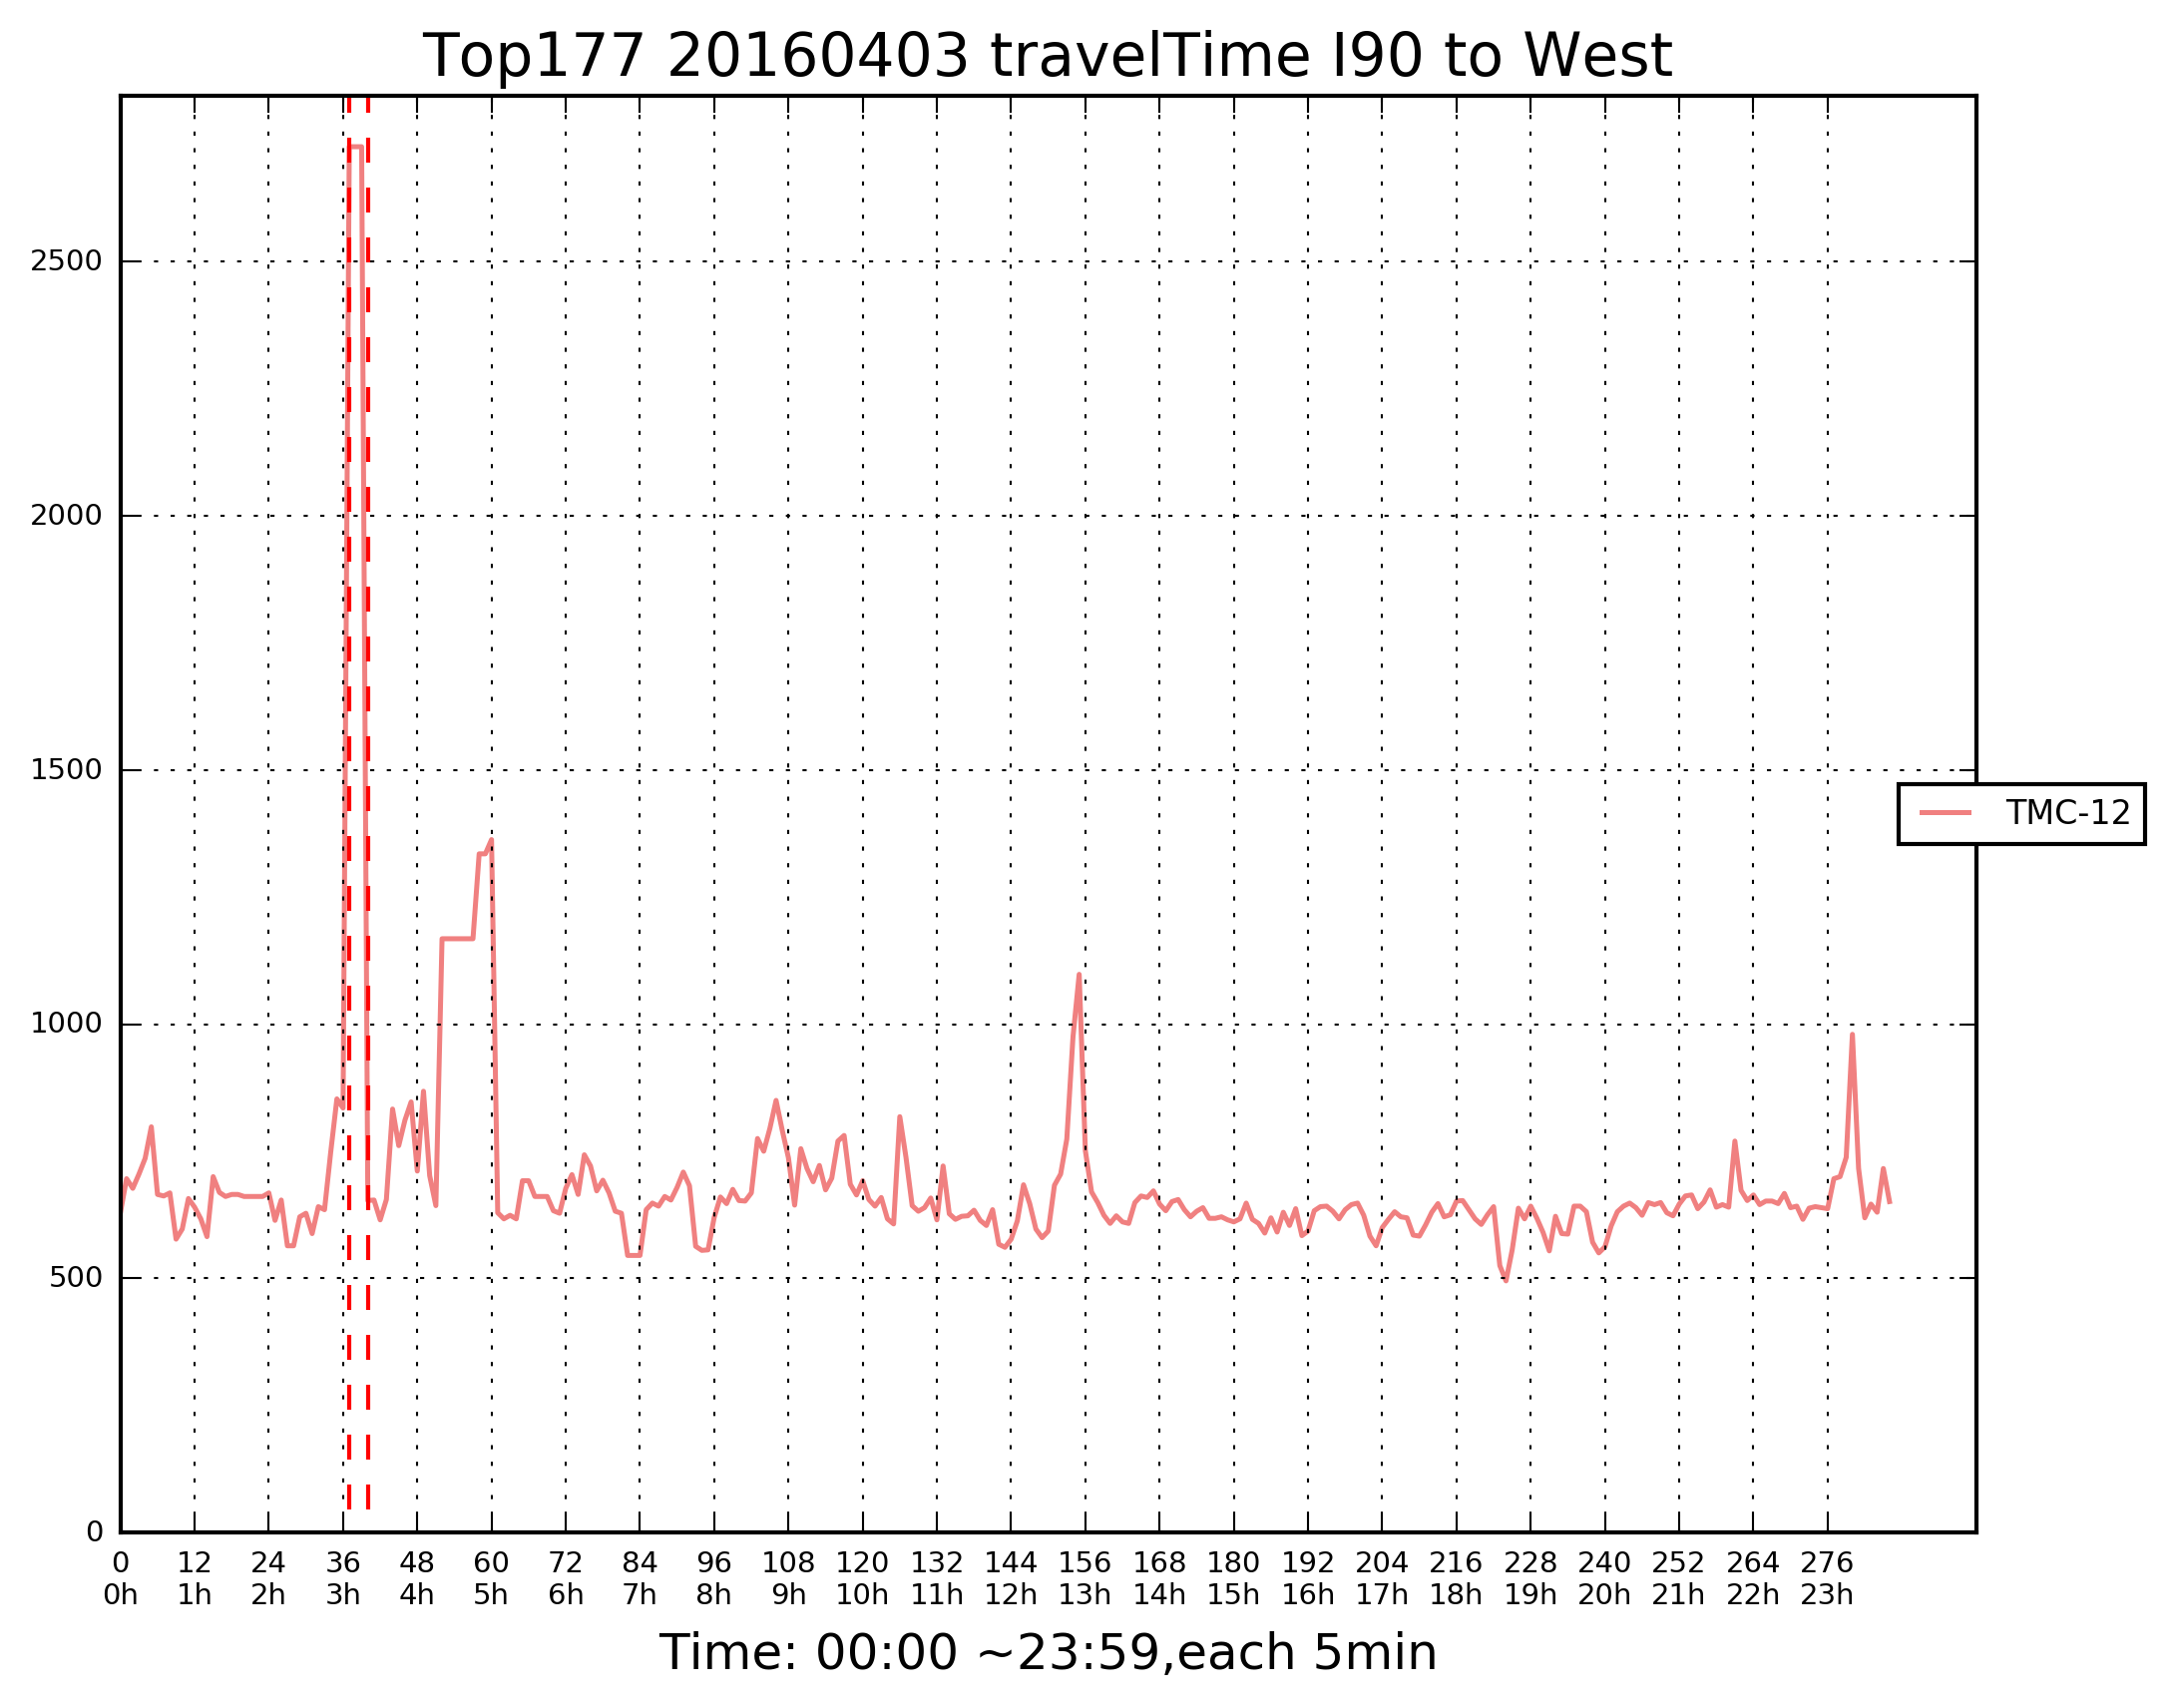 Top177 20160403 travelTime I90 to West
2500
2000
1500
TMC-12
1000
500
0
0 12 24 36 48 60 72 84 96 108 120 132 144 156 168 180 192 204 216 228 240 252 264 276
0h 1h 2h 3h 4h 5h 6h 7h 8h 9h 10h 11h 12h 13h 14h 15h 16h 17h 18h 19h 20h 21h 22h 23h
Time: 00:00 ~23:59,each 5min